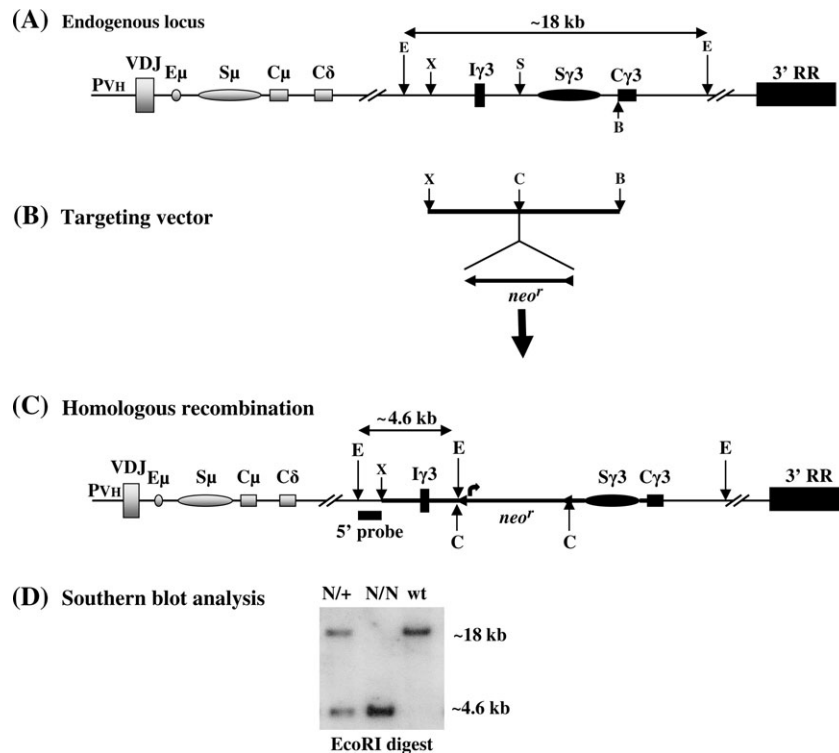 (A) Endogenous locus
~18 kb
E E
VDJ Eμ Sμ Cμ Cδ X Iγ3 S Sγ3 Cγ3 3' RR
PVH
B
(B) Targeting vector
X C B
neoʳ
(C) Homologous recombination
~4.6 kb
E E E
VDJ Eμ Sμ Cμ Cδ X Iγ3 Sγ3 Cγ3 3' RR
PVH
neoʳ
5' probe
C C
(D) Southern blot analysis
N/+ N/N wt
~18 kb
~4.6 kb
EcoRI digest